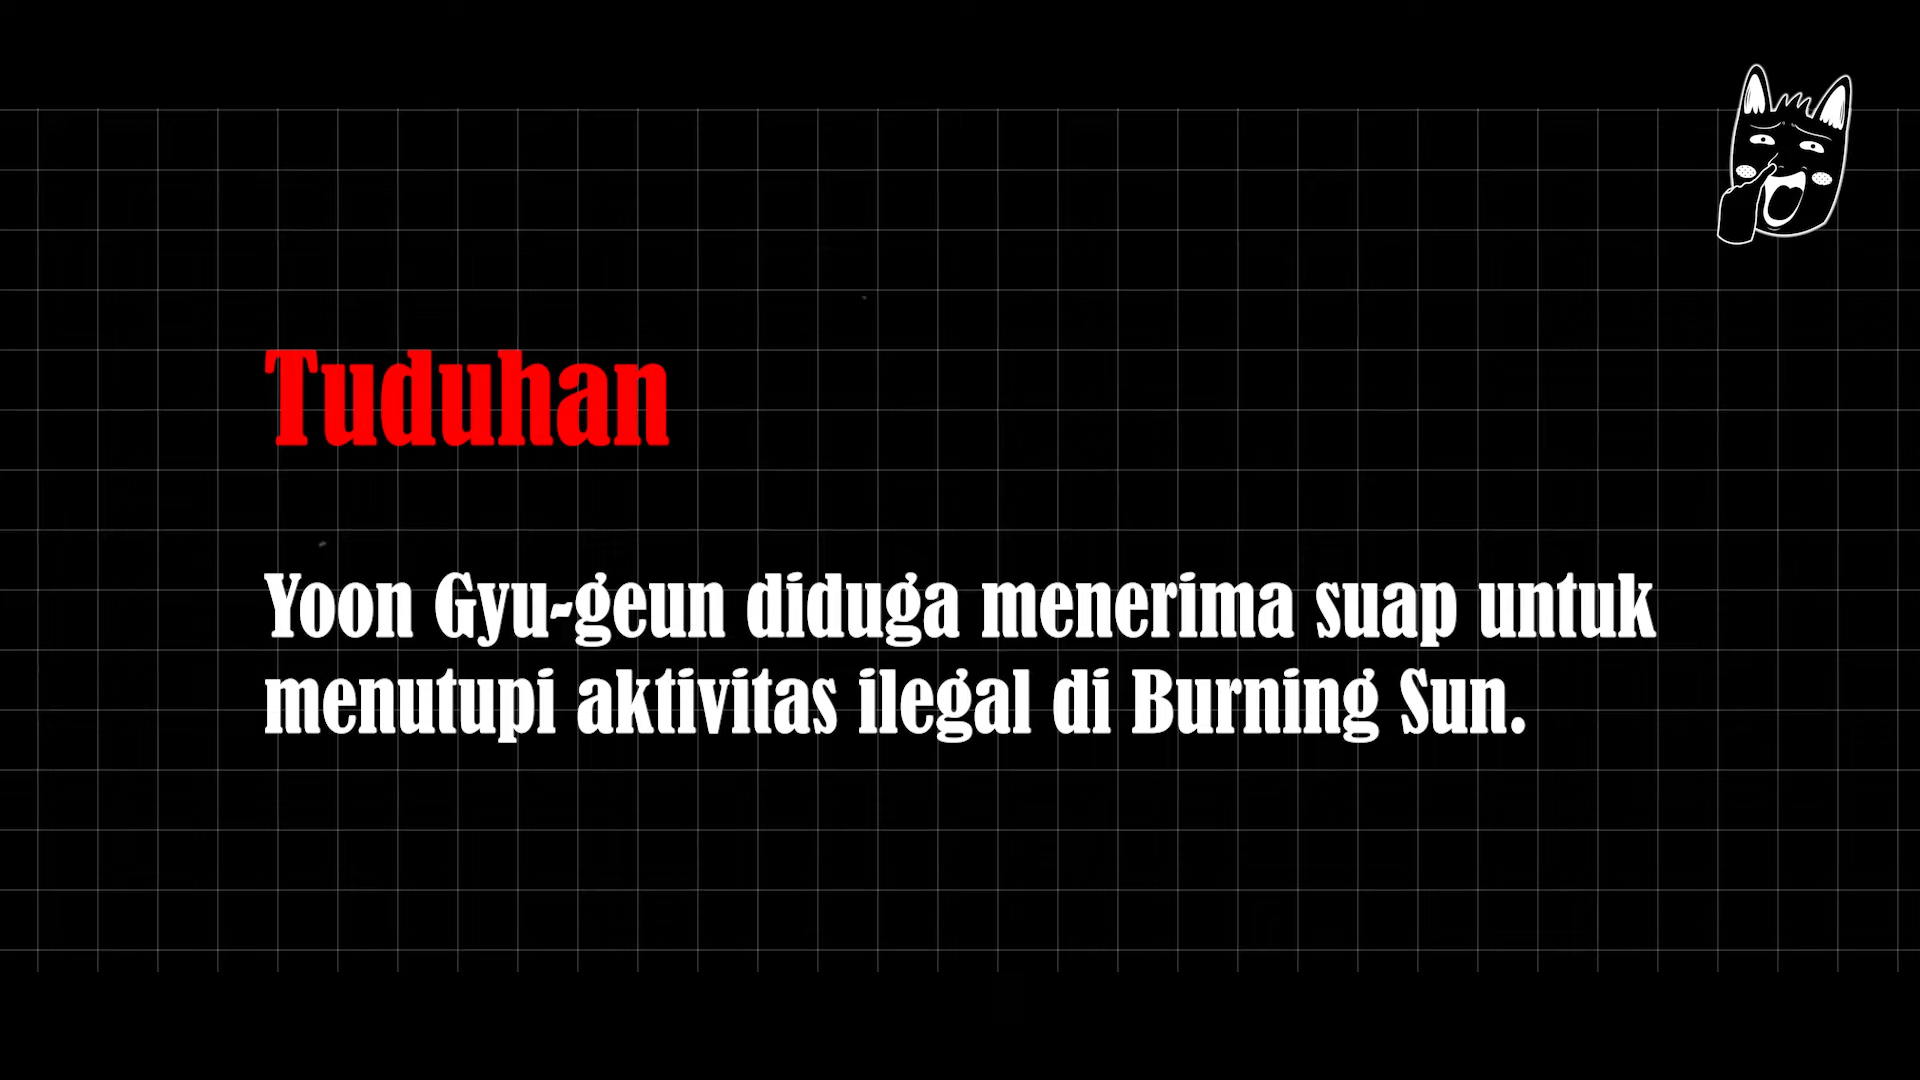 Tuduhan
Yoon Gyu-geun diduga menerima suap untuk
menutupi aktivitas ilegal di Burning Sun.